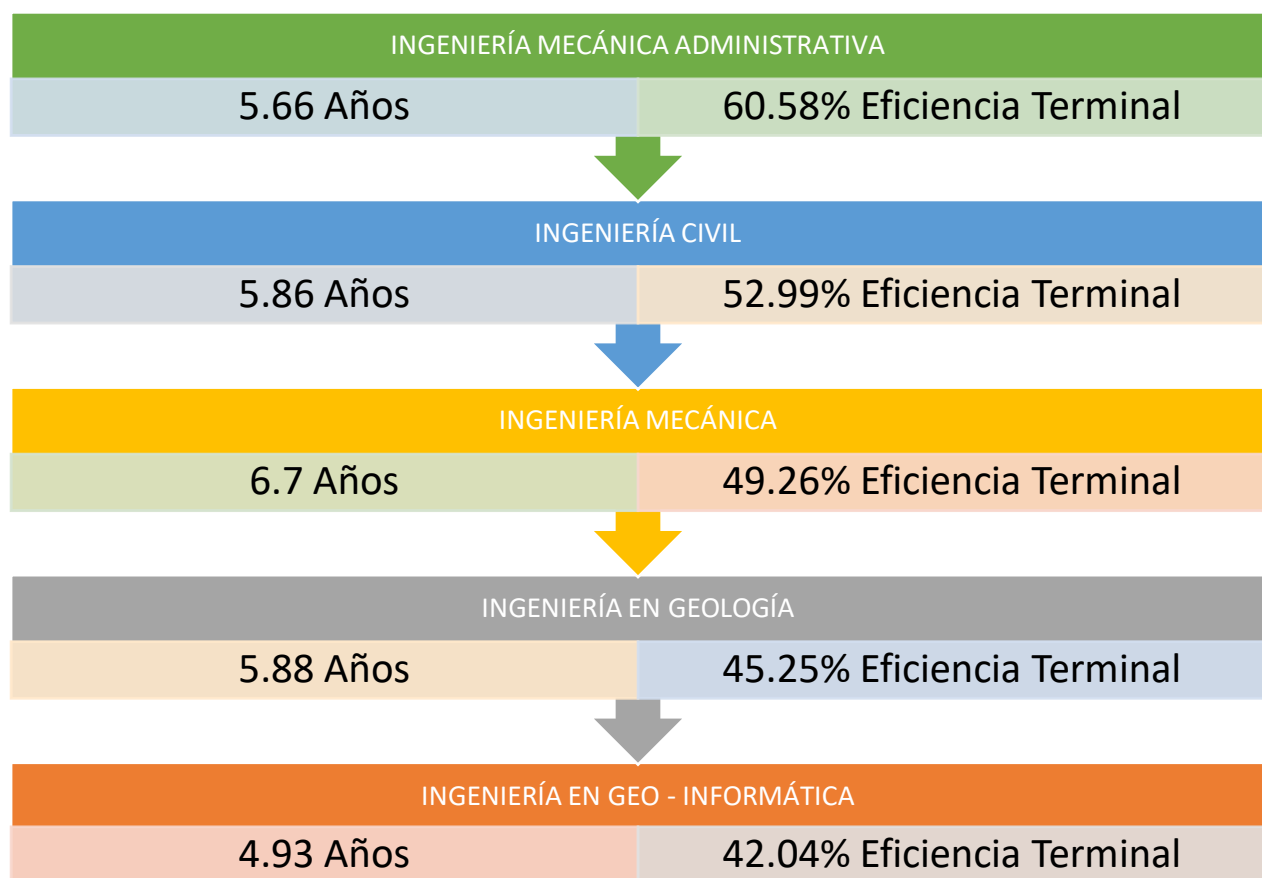 INGENIERÍA MECÁNICA ADMINISTRATIVA
5.66 Años 60.58% Eficiencia Terminal
INGENIERÍA CIVIL
5.86 Años 52.99% Eficiencia Terminal
INGENIERÍA MECÁNICA
6.7 Años 49.26% Eficiencia Terminal
INGENIERÍA EN GEOLOGÍA
5.88 Años 45.25% Eficiencia Terminal
INGENIERÍA EN GEO - INFORMÁTICA
4.93 Años 42.04% Eficiencia Terminal